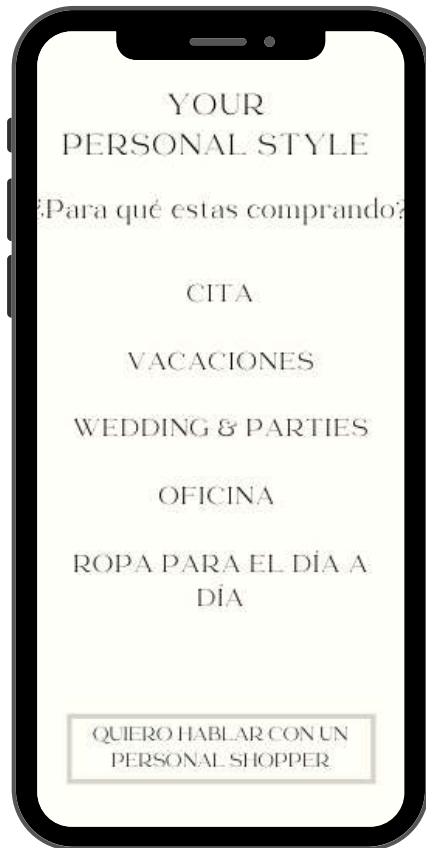 YOUR
PERSONAL STYLE
¿Para qué estas comprando?
CITA
VACACIONES
WEDDING & PARTIES
OFICINA
ROPA PARA EL DÍA A
DÍA
QUIERO HABLAR CON UN
PERSONAL SHOPPER